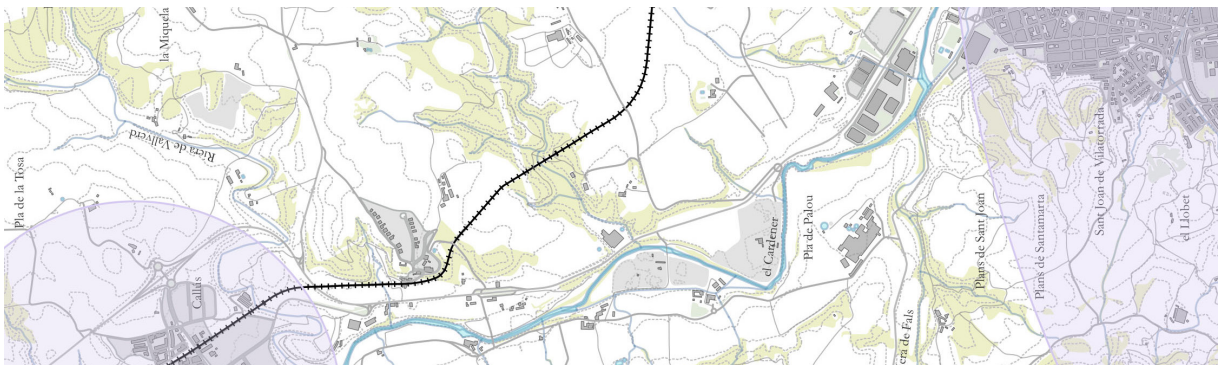 la Miquela
Riera de Vallverd
Pla de la Tosa
Callús
el Cardener
Pla de Palou
Plans de Sant Joan
Plans de Santamarta
Sant Joan de Vilatorrada
el Llobet
era de Fals